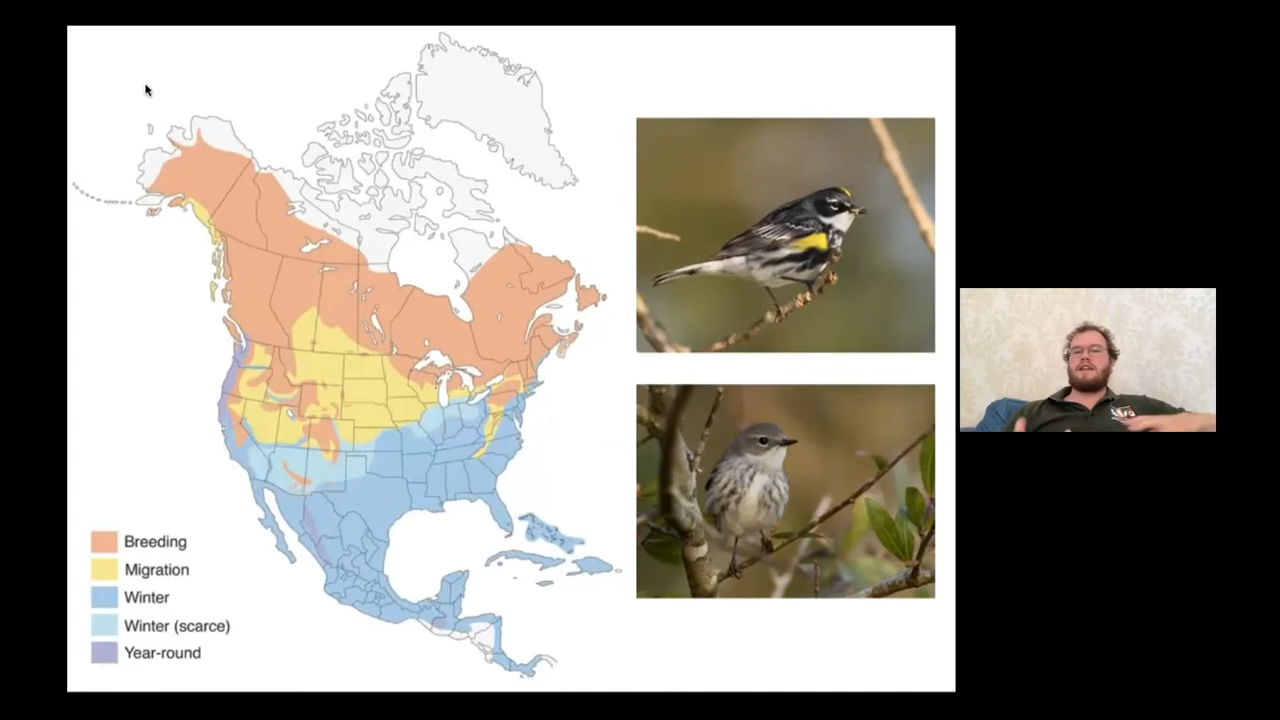 Breeding
Migration
Winter
Winter (scarce)
Year-round